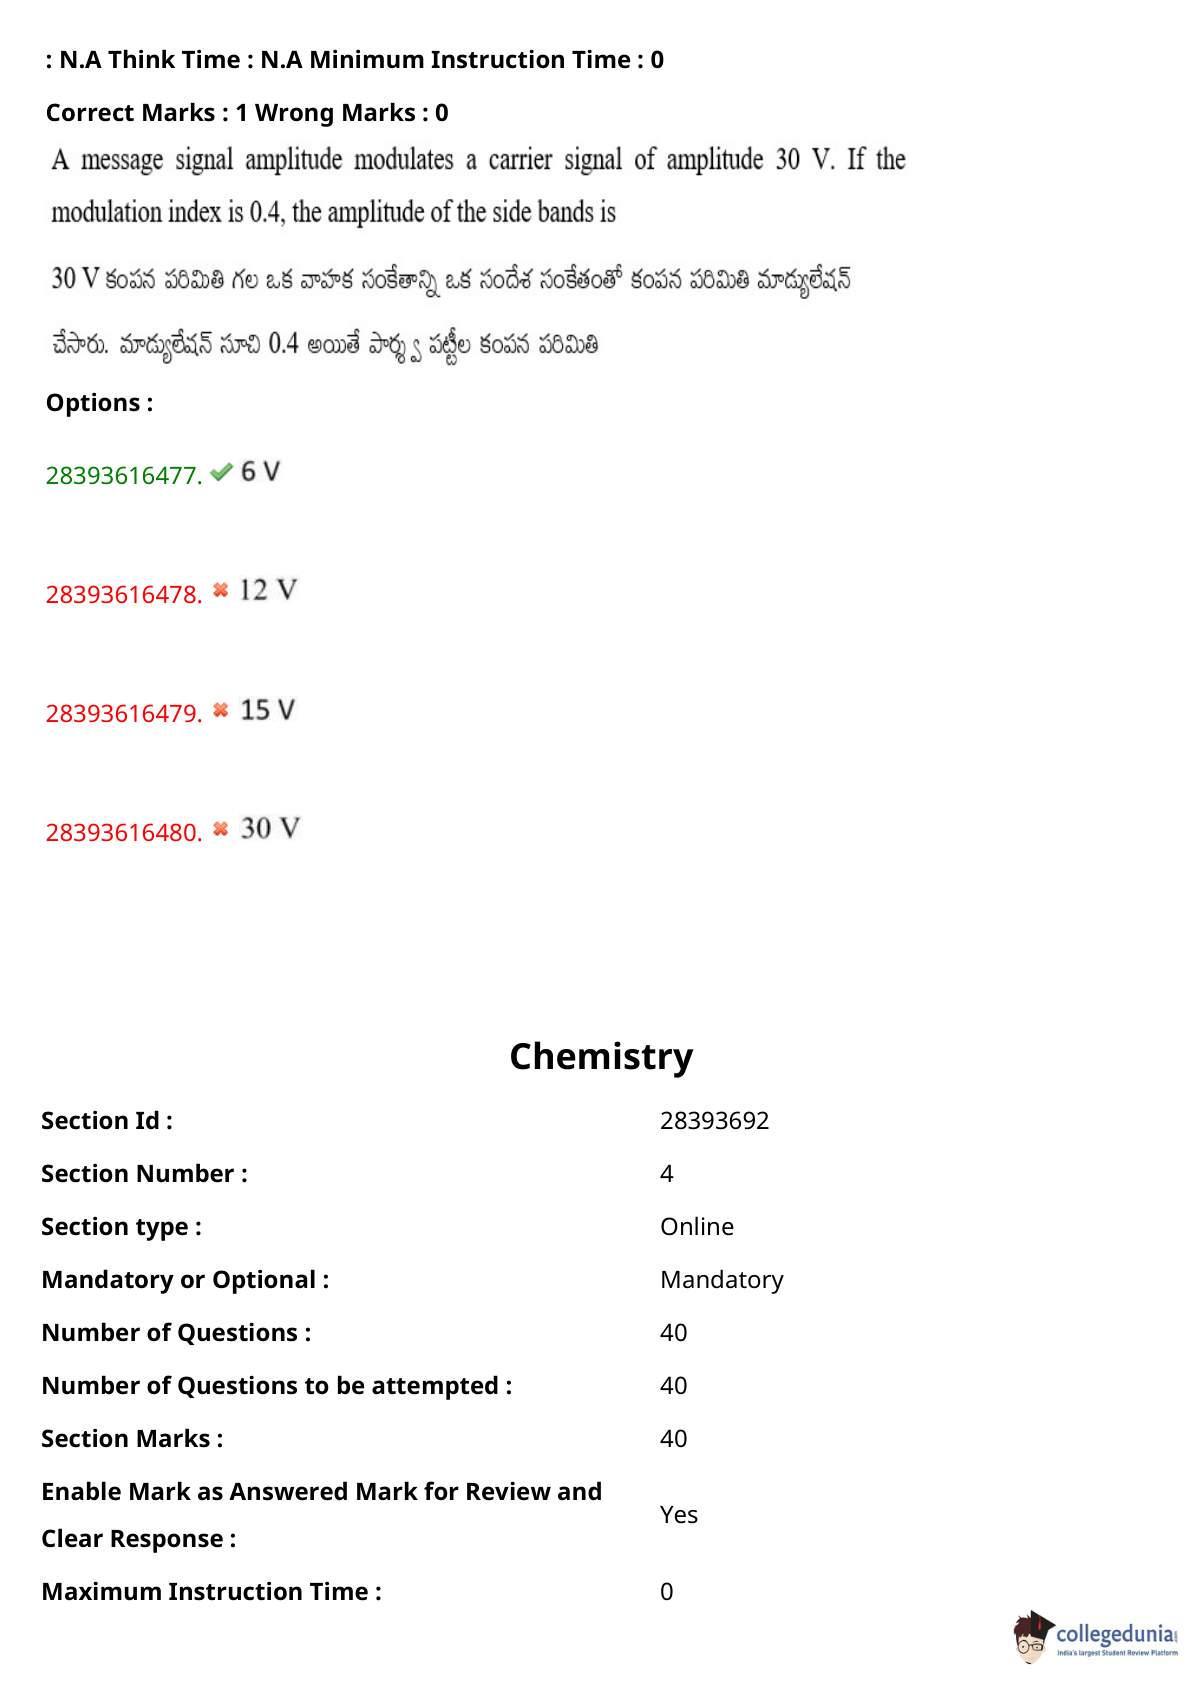 : N.A Think Time : N.A Minimum Instruction Time : 0
Correct Marks : 1 Wrong Marks : 0
A message signal amplitude modulates a carrier signal of amplitude 30 V. If the
modulation index is 0.4, the amplitude of the side bands is
30 V కంపన పరిమితి గల ఒక వాహక సంకేతాన్ని ఒక సందేశ సంకేతంతో కంపన పరిమితి మాడ్యులేషన్
చేసారు. మాడ్యులేషన్ సూచి 0.4 అయితే పార్శ్వ పట్టీల కంపన పరిమితి
Options :
28393616477. 6 V
28393616478. 12 V
28393616479. 15 V
28393616480. 30 V
Chemistry
Section Id : 28393692
Section Number : 4
Section type : Online
Mandatory or Optional : Mandatory
Number of Questions : 40
Number of Questions to be attempted : 40
Section Marks : 40
Enable Mark as Answered Mark for Review and
Clear Response : Yes
Maximum Instruction Time : 0
collegedunia
India's largest Student Review Platform